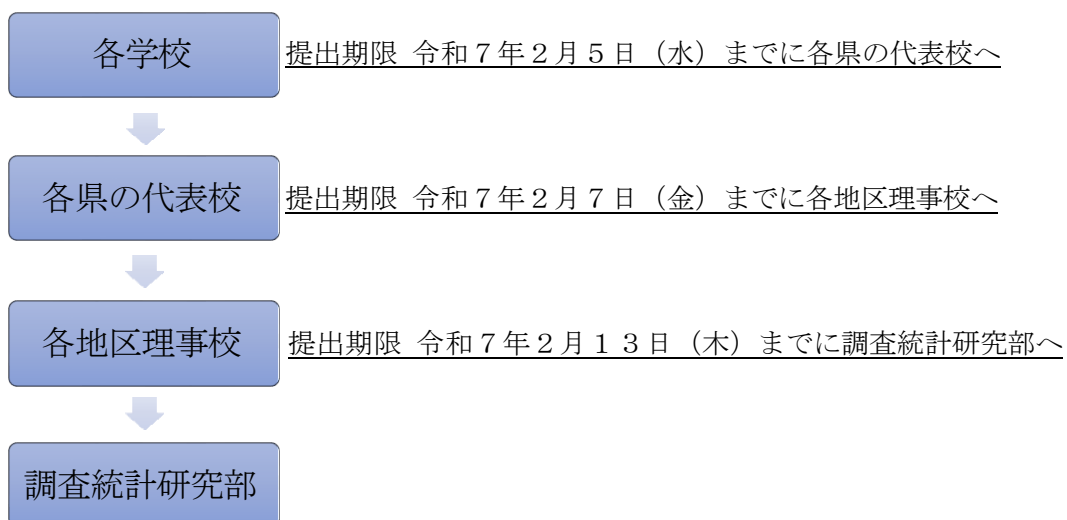 各学校
提出期限 令和７年２月５日（水）までに各県の代表校へ
各県の代表校
提出期限 令和７年２月７日（金）までに各地区理事校へ
各地区理事校
提出期限 令和７年２月１３日（木）までに調査統計研究部へ
調査統計研究部